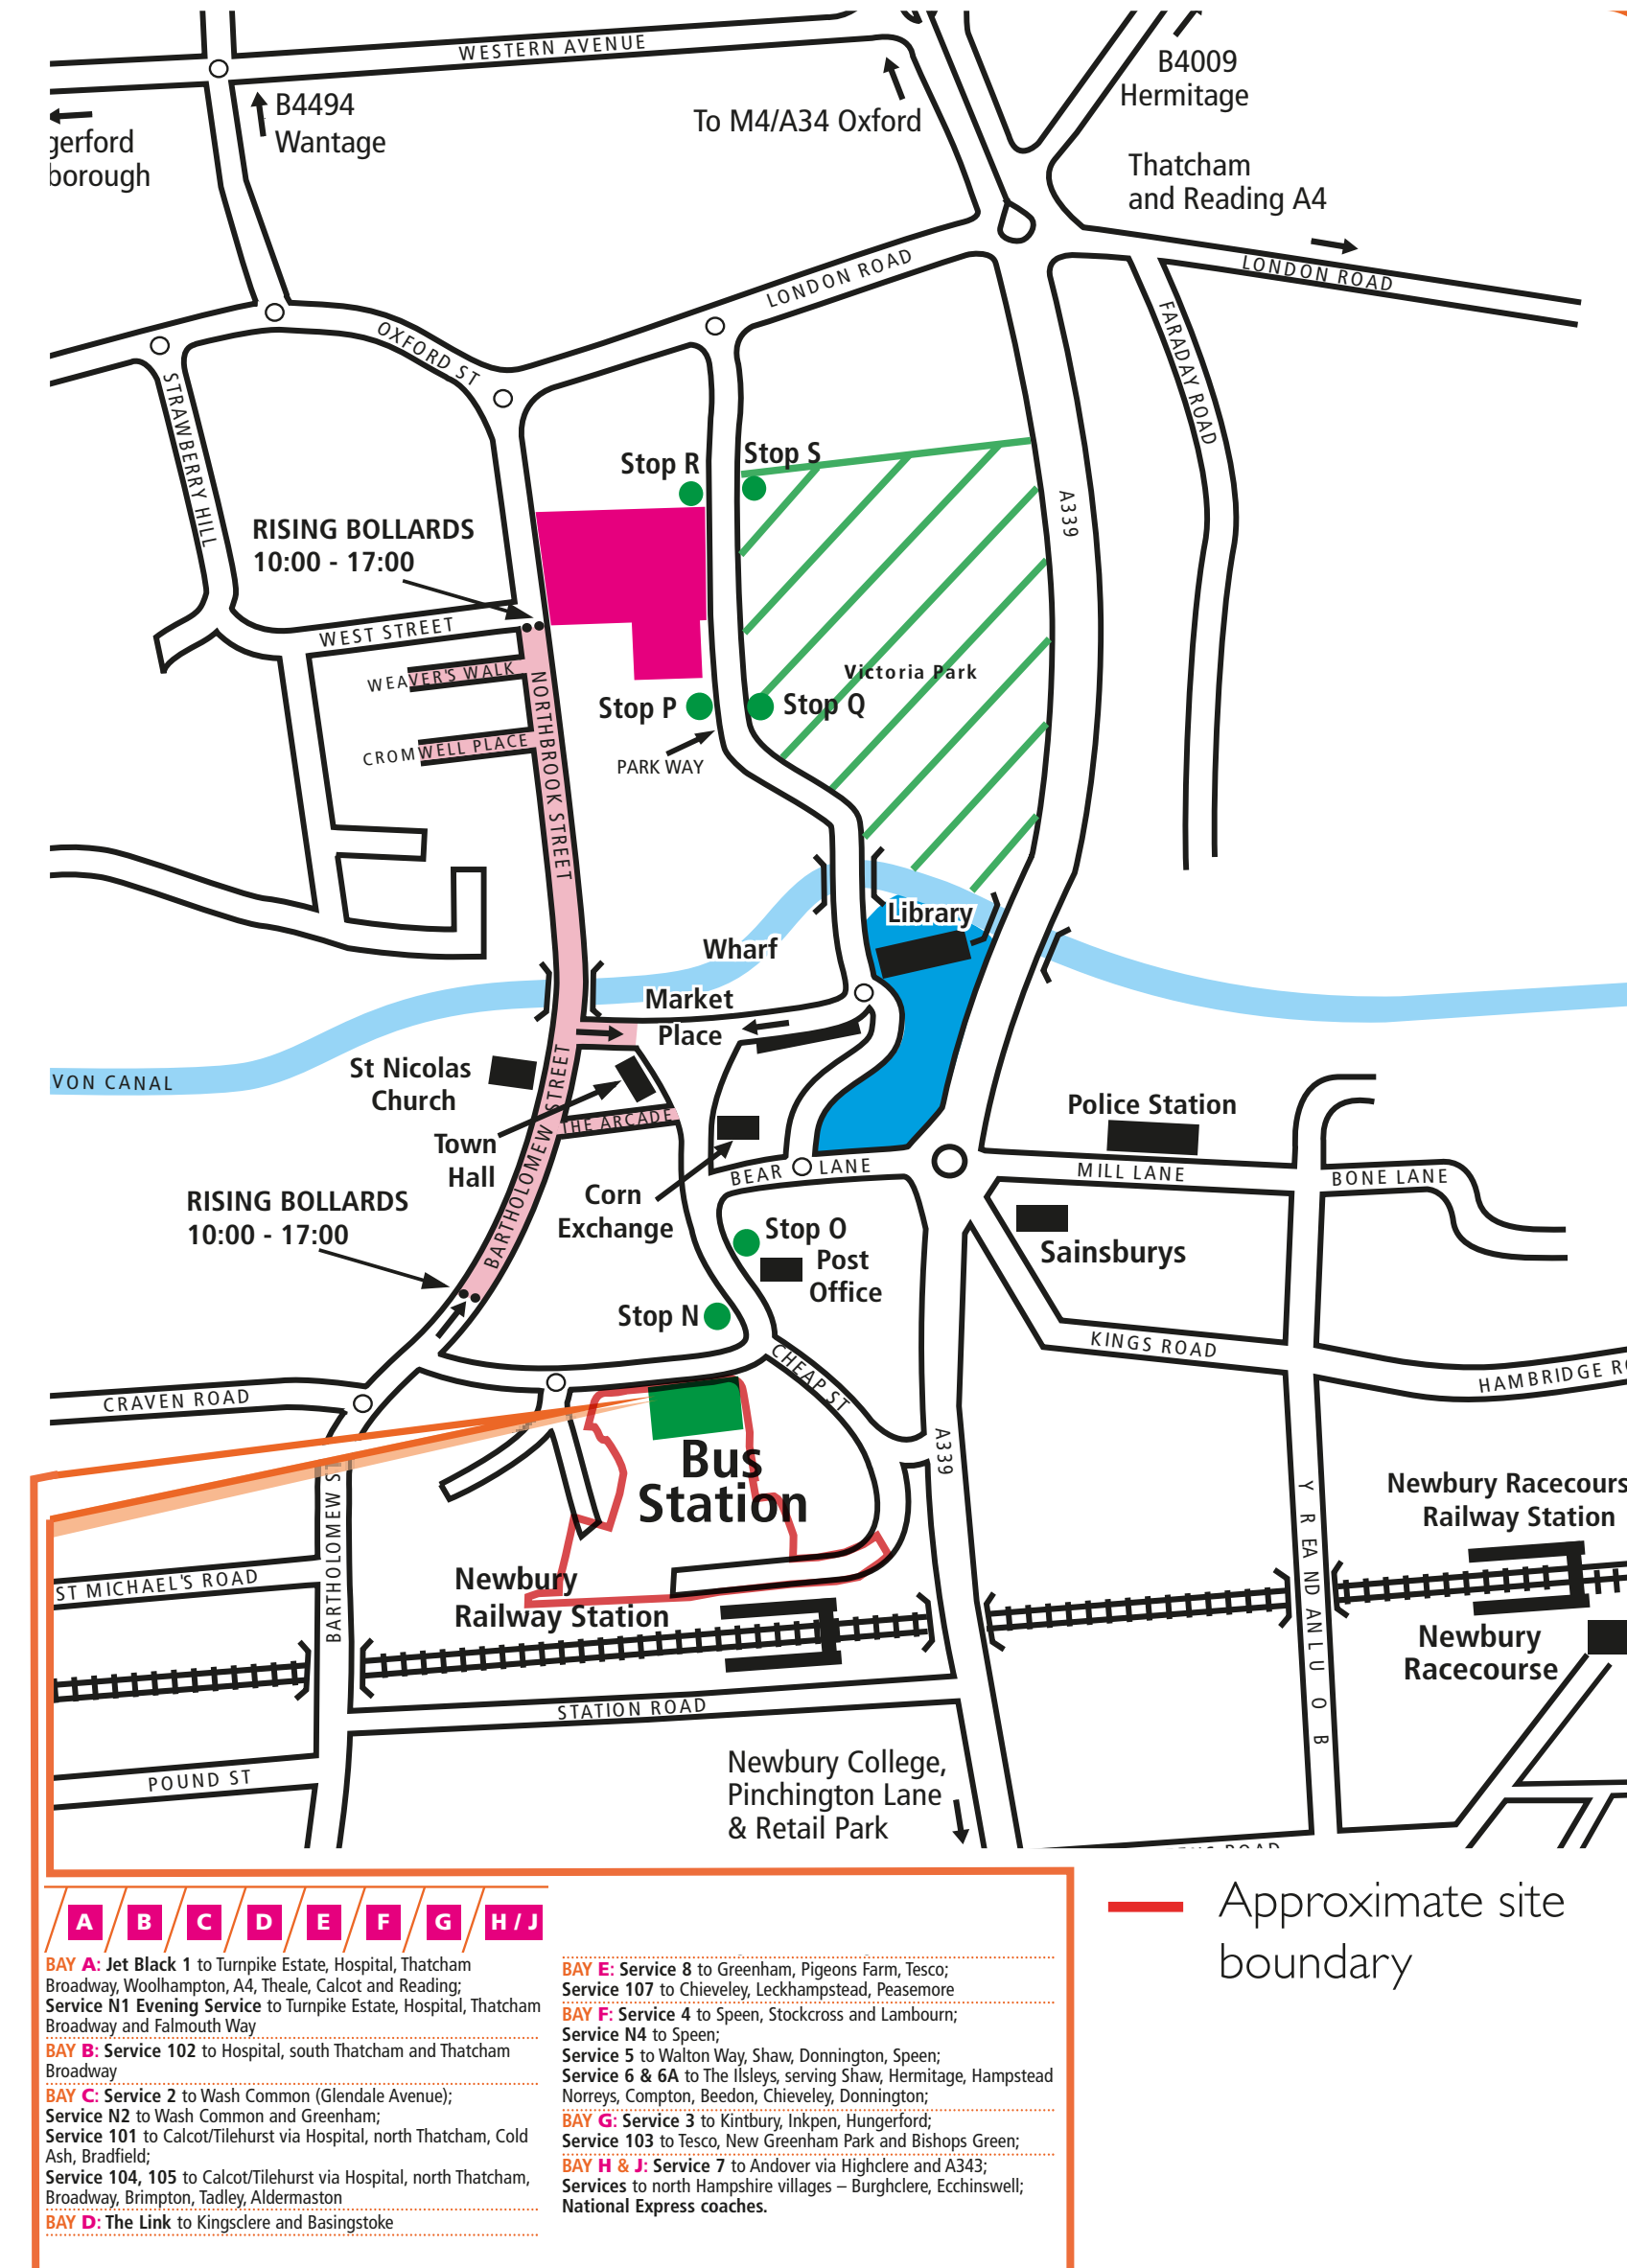 WESTERN AVENUE
B4494
Wantage
gerford
borough
To M4/A34 Oxford
B4009
Hermitage
Thatcham
and Reading A4
LONDON ROAD
LONDON ROAD
OXFORD ST
STRAWBERRY HILL
FARADAY ROAD
A339
Stop R
Stop S
RISING BOLLARDS
10:00 - 17:00
WEST STREET
WEAVER'S WALK
CROMWELL PLACE
NORTHBROOK STREET
Victoria Park
Stop P
Stop Q
PARK WAY
Library
Wharf
Market
Place
VON CANAL
St Nicolas
Church
Town
Hall
THE ARCADE
BARTHOLOMEW STREET
Corn
Exchange
BEAR LANE
Police Station
MILL LANE
BONE LANE
RISING BOLLARDS
10:00 - 17:00
Stop O
Post
Office
Sainsburys
Stop N
KINGS ROAD
HAMBRIDGE RO
CHEAP ST
CRAVEN ROAD
A339
Bus
Station
BARTHOLOMEW ST
ST MICHAEL'S ROAD
Newbury
Railway Station
Newbury Racecours
Railway Station
Newbury
Racecourse
BOUNDARY
STATION ROAD
POUND ST
Newbury College,
Pinchington Lane
& Retail Park
ROAD
Approximate site
boundary
A B C D E F G H / J
BAY A: Jet Black 1 to Turnpike Estate, Hospital, Thatcham
Broadway, Woolhampton, A4, Theale, Calcot and Reading;
Service N1 Evening Service to Turnpike Estate, Hospital, Thatcham
Broadway and Falmouth Way
BAY B: Service 102 to Hospital, south Thatcham and Thatcham
Broadway
BAY C: Service 2 to Wash Common (Glendale Avenue);
Service N2 to Wash Common and Greenham;
Service 101 to Calcot/Tilehurst via Hospital, north Thatcham, Cold
Ash, Bradfield;
Service 104, 105 to Calcot/Tilehurst via Hospital, north Thatcham,
Broadway, Brimpton, Tadley, Aldermaston
BAY D: The Link to Kingsclere and Basingstoke
BAY E: Service 8 to Greenham, Pigeons Farm, Tesco;
Service 107 to Chieveley, Leckhampstead, Peasemore
BAY F: Service 4 to Speen, Stockcross and Lambourn;
Service N4 to Speen;
Service 5 to Walton Way, Shaw, Donnington, Speen;
Service 6 & 6A to The Ilsleys, serving Shaw, Hermitage, Hampstead
Norreys, Compton, Beedon, Chieveley, Donnington;
BAY G: Service 3 to Kintbury, Inkpen, Hungerford;
Service 103 to Tesco, New Greenham Park and Bishops Green;
BAY H & J: Service 7 to Andover via Highclere and A343;
Services to north Hampshire villages – Burghclere, Ecchinswell;
National Express coaches.